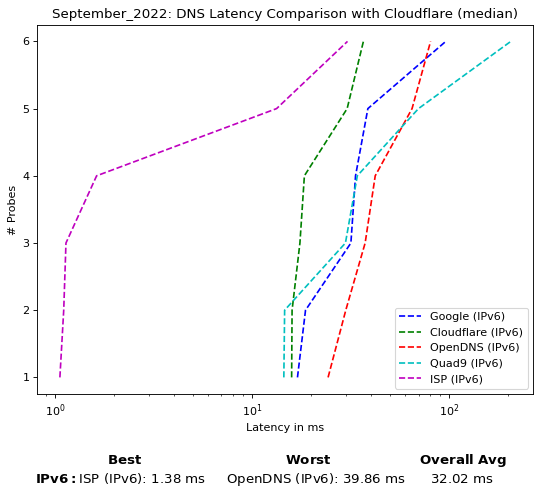 September_2022: DNS Latency Comparison with Cloudflare (median)
6
5
4
3
2
1
# Probes
Google (IPv6)
Cloudflare (IPv6)
OpenDNS (IPv6)
Quad9 (IPv6)
ISP (IPv6)
10⁰ 10¹ 10²
Latency in ms
Best Worst Overall Avg
IPv6: ISP (IPv6): 1.38 ms OpenDNS (IPv6): 39.86 ms 32.02 ms